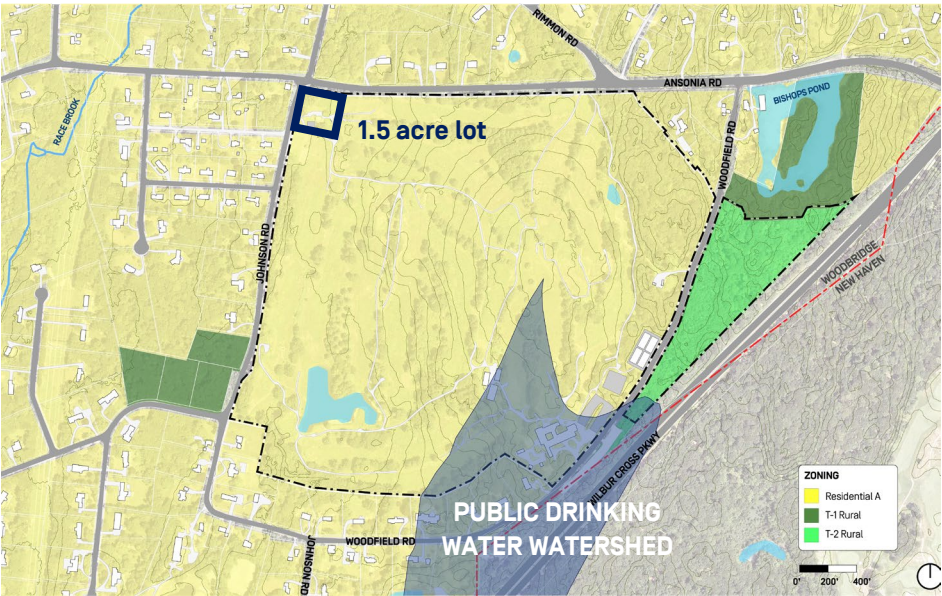 RIMMON RD
ANSONIA RD
BISHOPS POND
RACE BROOK
1.5 acre lot
WOODFIELD RD
JOHNSON RD
WOODBRIDGE
NEW HAVEN
WILBUR CROSS PKWY
PUBLIC DRINKING
WATER WATERSHED
WOODFIELD RD
JOHNSON RD
ZONING
Residential A
T-1 Rural
T-2 Rural
0' 200' 400'